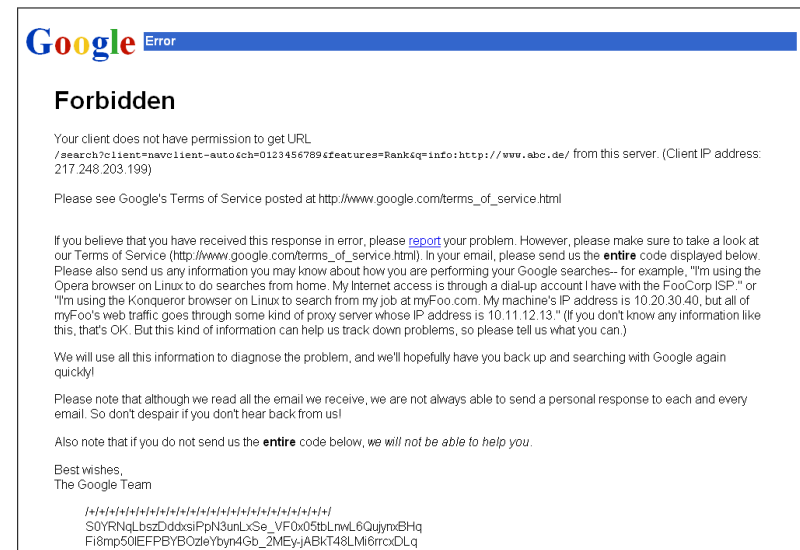 Google Error
Forbidden
Your client does not have permission to get URL
/search?client=navclient-auto&ch=0123456789&features=Rank&q=info:http://www.abc.de/ from this server. (Client IP address:
217.248.203.199)
Please see Google's Terms of Service posted at http://www.google.com/terms_of_service.html
If you believe that you have received this response in error, please report your problem. However, please make sure to take a look at
our Terms of Service (http://www.google.com/terms_of_service.html). In your email, please send us the entire code displayed below.
Please also send us any information you may know about how you are performing your Google searches-- for example, "I'm using the
Opera browser on Linux to do searches from home. My Internet access is through a dial-up account I have with the FooCorp ISP." or
"I'm using the Konqueror browser on Linux to search from my job at myFoo.com. My machine's IP address is 10.20.30.40, but all of
myFoo's web traffic goes through some kind of proxy server whose IP address is 10.11.12.13." (If you don't know any information like
this, that's OK. But this kind of information can help us track down problems, so please tell us what you can.)
We will use all this information to diagnose the problem, and we'll hopefully have you back up and searching with Google again
quickly!
Please note that although we read all the email we receive, we are not always able to send a personal response to each and every
email. So don't despair if you don't hear back from us!
Also note that if you do not send us the entire code below, we will not be able to help you.
Best wishes,
The Google Team
/+/+/+/+/+/+/+/+/+/+/+/+/+/+/+/+/+/+/+/+/+/+/+/+/
S0YRNqLbszDddxsiPpN3unLxSe_VF0x05tbLnwL6QujynxBHq
Fi8mp50lEFPBYBOzleYbyn4Gb_2MEy-jABkT48LMi6rrcxDLq